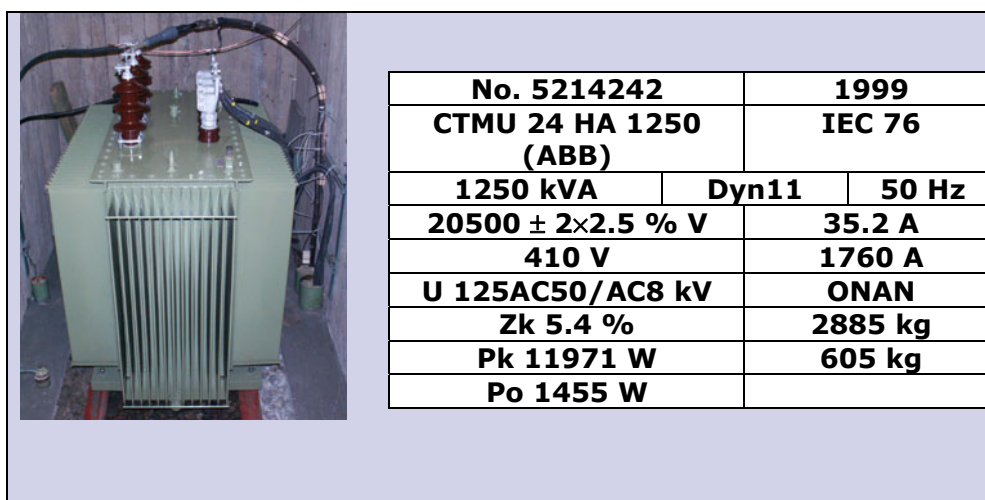 No. 5214242 1999
CTMU 24 HA 1250 IEC 76
(ABB)
1250 kVA Dyn11 50 Hz
20500 ± 2×2.5 % V 35.2 A
410 V 1760 A
U 125AC50/AC8 kV ONAN
Zk 5.4 % 2885 kg
Pk 11971 W 605 kg
Po 1455 W